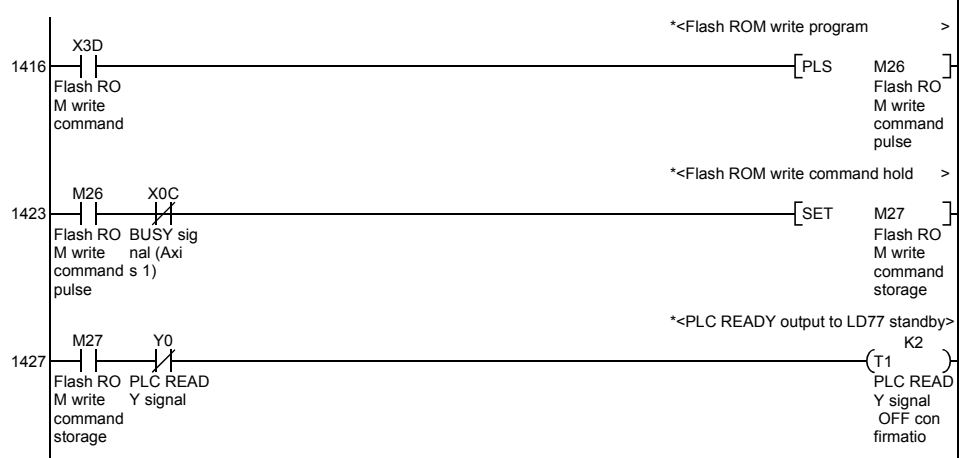 *<Flash ROM write program >
X3D
1416 PLS M26
Flash RO
M write
command
Flash RO
M write
command
pulse
*<Flash ROM write command hold >
M26 X0C
1423 SET M27
Flash RO
M write
command
pulse
BUSY sig
nal (Axi
s 1)
Flash RO
M write
command
storage
*<PLC READY output to LD77 standby>
M27 Y0 K2
1427 T1
Flash RO
M write
command
storage
PLC READ
Y signal
PLC READ
Y signal
OFF con
firmatio